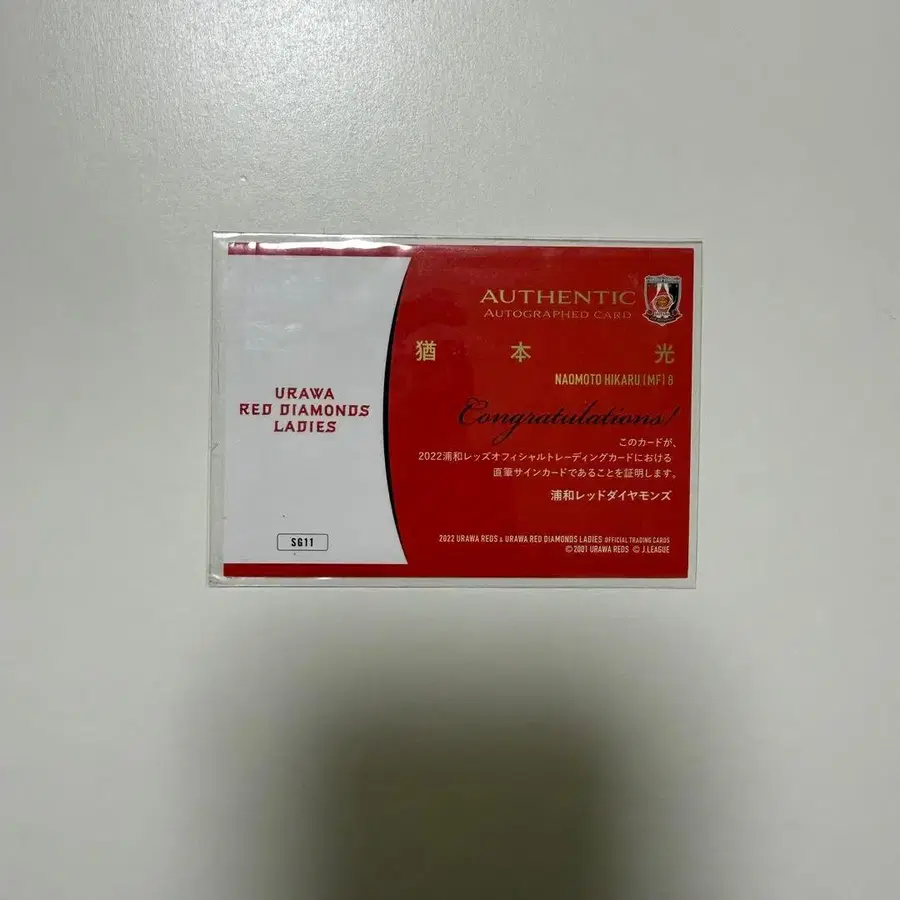 URAWA
RED DIAMONDS
LADIES
SG11
AUTHENTIC
AUTOGRAPHED CARD
猶本光
NAOMOTO HIKARU [MF] 8
Congratulations!
このカードが、
2022浦和レッズオフィシャルトレーディングカードにおける
直筆サインカードであることを証明します。
浦和レッドダイヤモンズ
2022 URAWA REDS & URAWA RED DIAMONDS LADIES OFFICIAL TRADING CARDS
©2001 URAWA REDS © J.LEAGUE